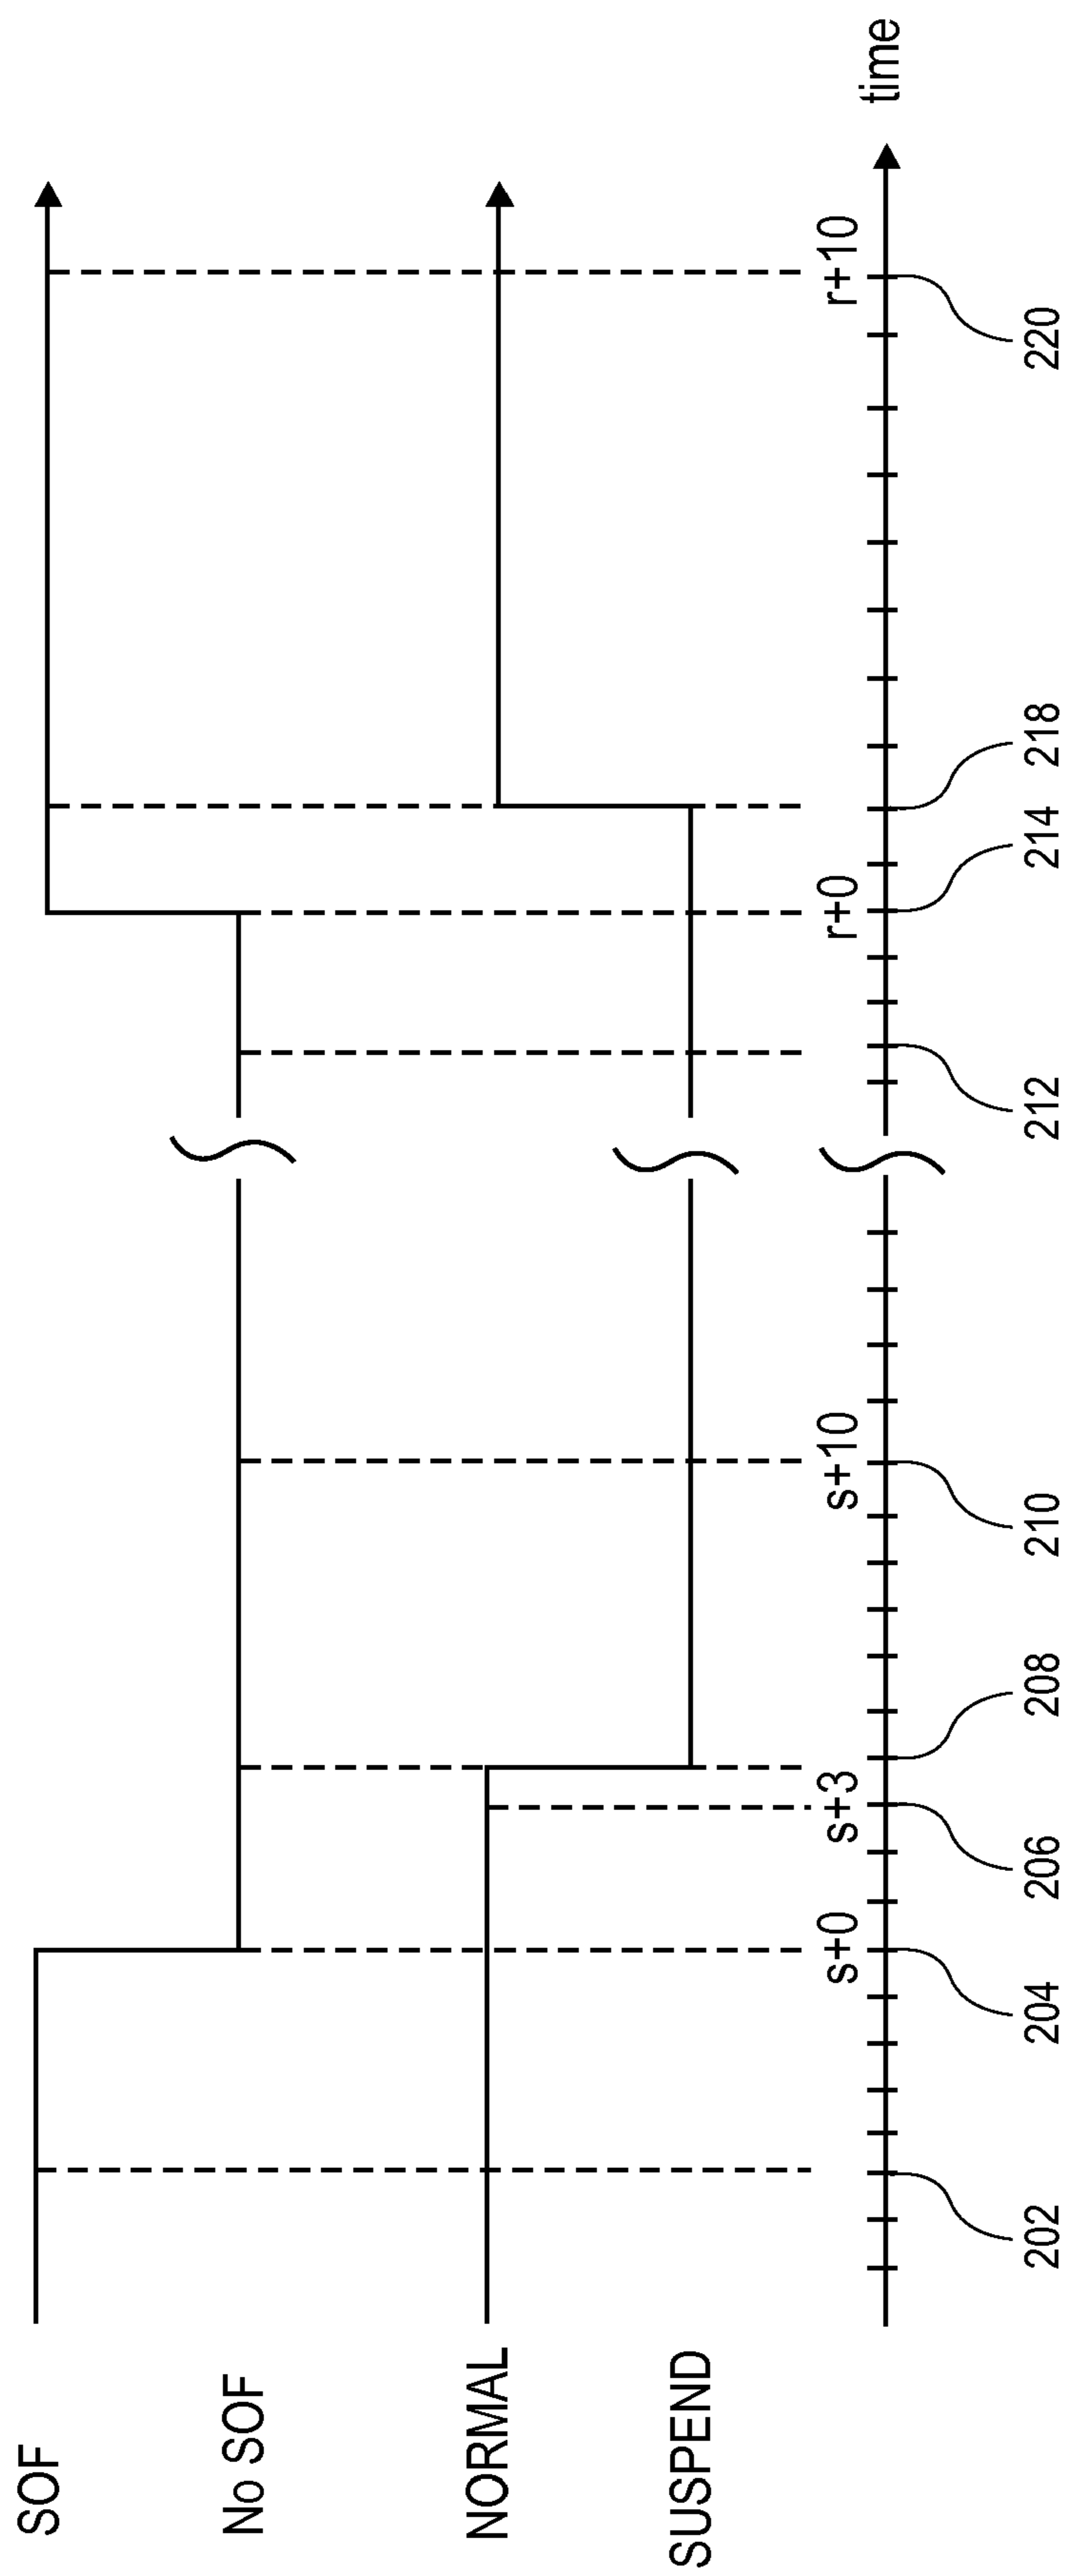 SOF
No SOF
NORMAL
SUSPEND
s+0
s+3
s+10
r+0
r+10
time
202
204
206
208
210
212
214
218
220